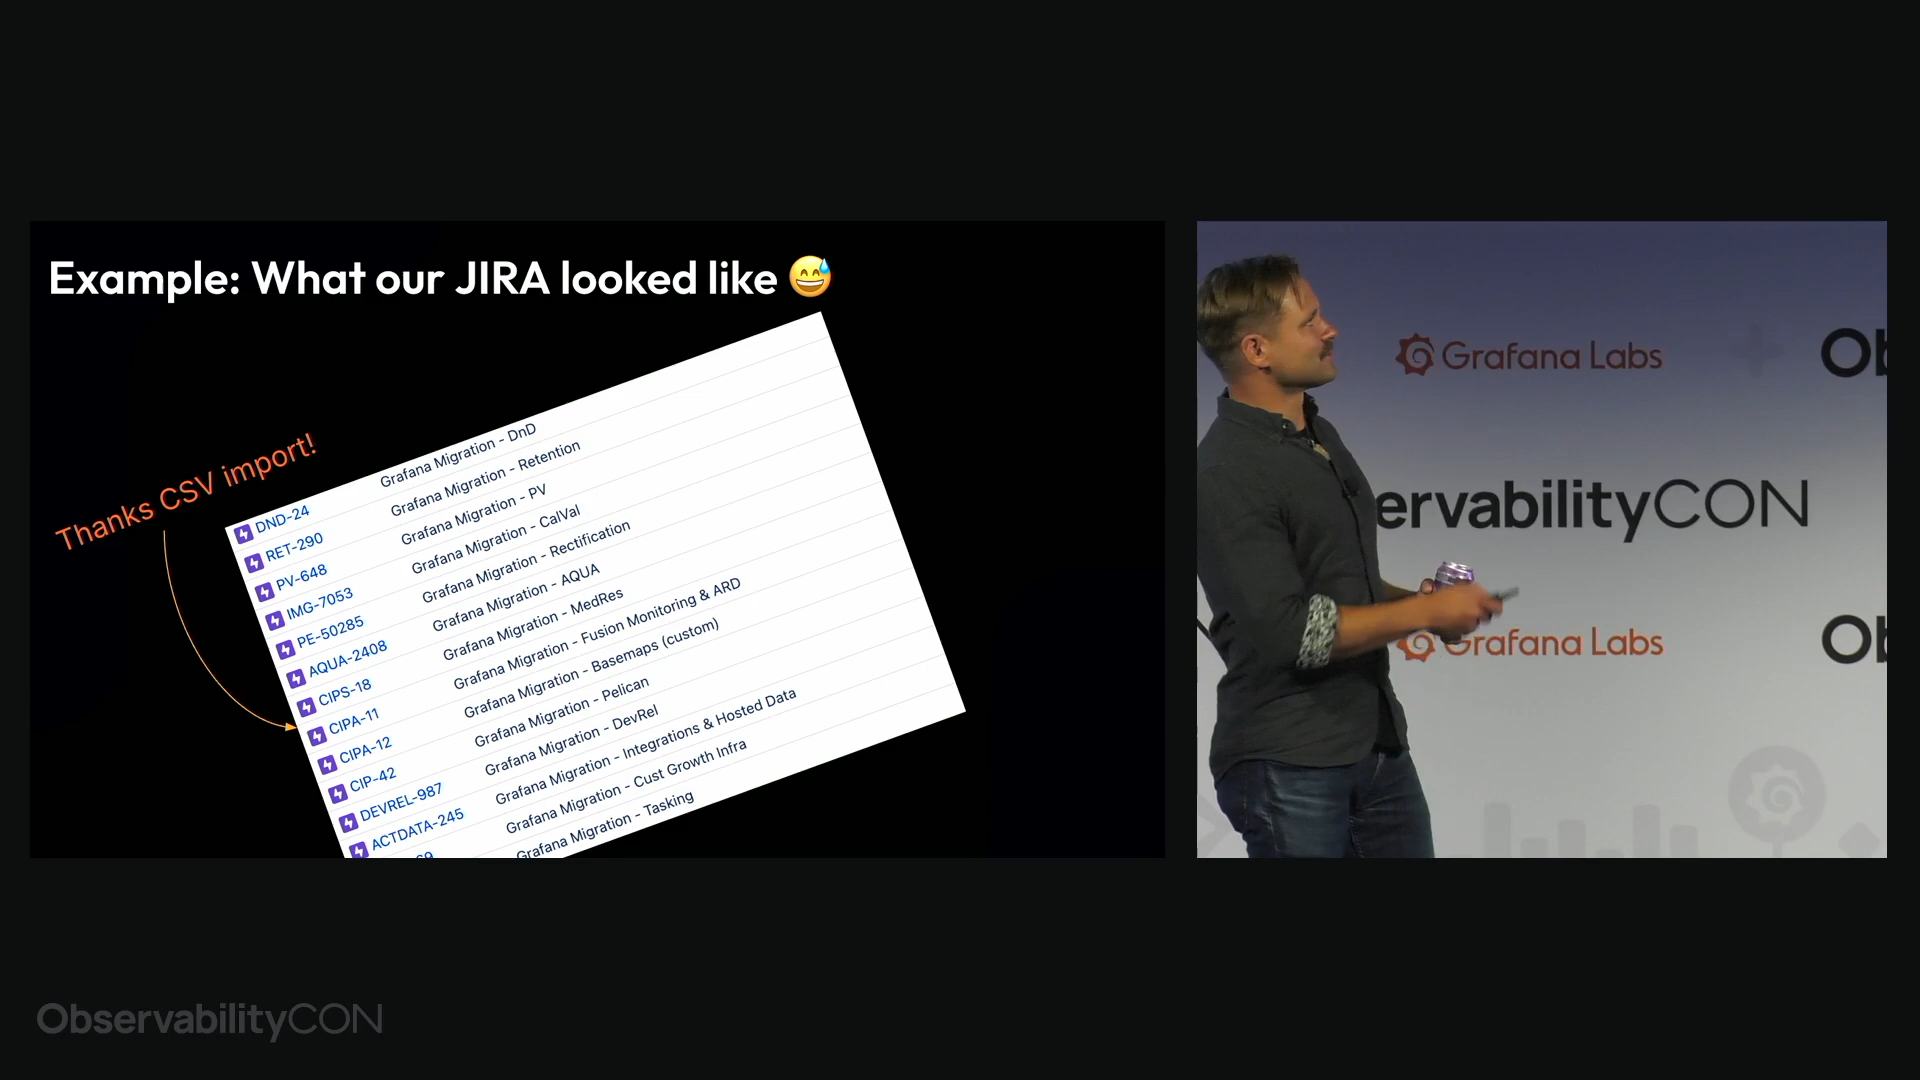 Example: What our JIRA looked like 😅
Thanks CSV import!
DND-24 Grafana Migration - DnD
RET-290 Grafana Migration - Retention
PV-648 Grafana Migration - PV
IMG-7053 Grafana Migration - CalVal
PE-50285 Grafana Migration - Rectification
AQUA-2408 Grafana Migration - AQUA
CIPS-18 Grafana Migration - MedRes
CIPA-11 Grafana Migration - Fusion Monitoring & ARD
CIPA-12 Grafana Migration - Basemaps (custom)
CIP-42 Grafana Migration - Pelican
DEVREL-987 Grafana Migration - DevRel
ACTDATA-245 Grafana Migration - Integrations & Hosted Data
Grafana Migration - Cust Growth Infra
Grafana Migration - Tasking
Grafana Labs
Ob
ervabilityCON
Grafana Labs
Ob
ObservabilityCON